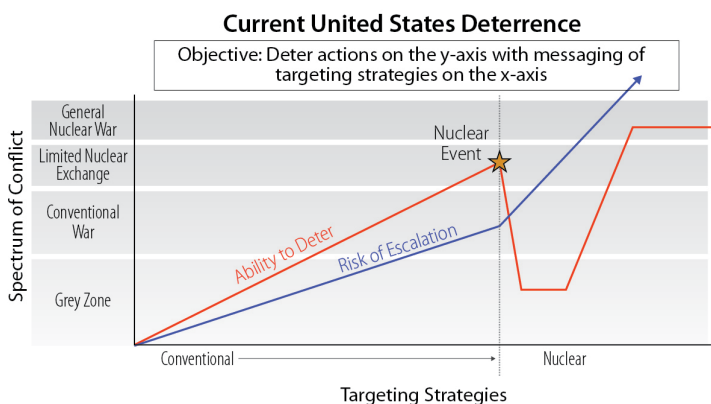 Current United States Deterrence
Objective: Deter actions on the y-axis with messaging of
targeting strategies on the x-axis
Spectrum of Conflict
General
Nuclear War
Limited Nuclear
Exchange
Conventional
War
Grey Zone
Nuclear
Event
Ability to Deter
Risk of Escalation
Conventional
Nuclear
Targeting Strategies